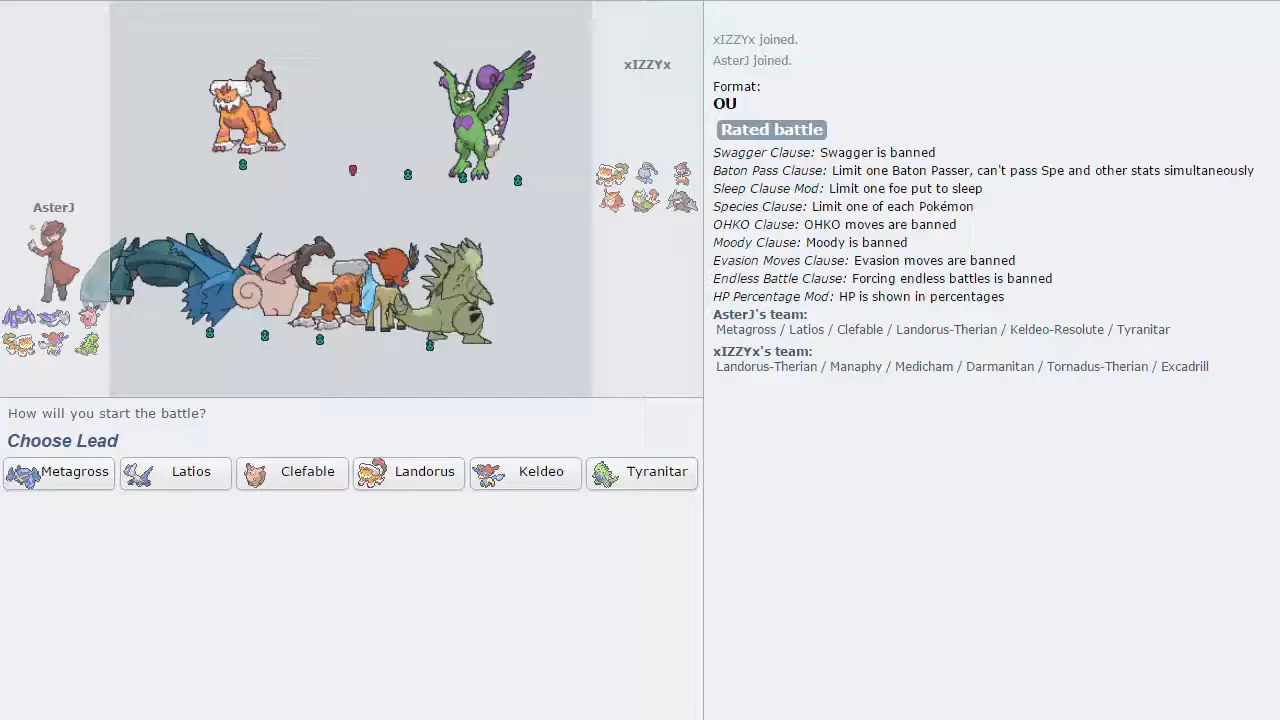 xIZZYx
AsterJ
How will you start the battle?
Choose Lead
Metagross
Latios
Clefable
Landorus
Keldeo
Tyranitar
xIZZYx joined.
AsterJ joined.
Format:
OU
Rated battle
Swagger Clause: Swagger is banned
Baton Pass Clause: Limit one Baton Passer, can't pass Spe and other stats simultaneously
Sleep Clause Mod: Limit one foe put to sleep
Species Clause: Limit one of each Pokémon
OHKO Clause: OHKO moves are banned
Moody Clause: Moody is banned
Evasion Moves Clause: Evasion moves are banned
Endless Battle Clause: Forcing endless battles is banned
HP Percentage Mod: HP is shown in percentages
AsterJ's team:
Metagross / Latios / Clefable / Landorus-Therian / Keldeo-Resolute / Tyranitar
xIZZYx's team:
Landorus-Therian / Manaphy / Medicham / Darmanitan / Tornadus-Therian / Excadrill